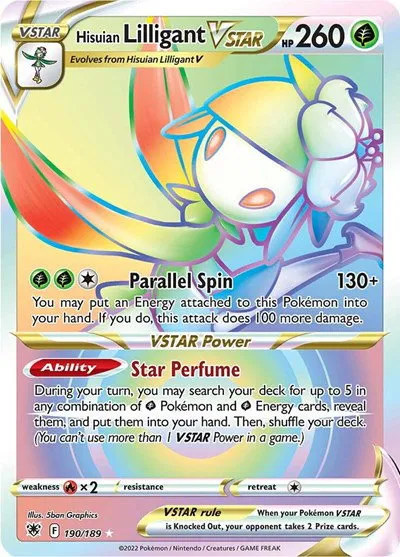 VSTAR
Hisuian Lilligant VSTAR HP 260
Evolves from Hisuian Lilligant V
Parallel Spin 130+
You may put an Energy attached to this Pokémon into
your hand. If you do, this attack does 100 more damage.
VSTAR Power
Ability Star Perfume
During your turn, you may search your deck for up to 5 in
any combination of Pokémon and Energy cards, reveal
them, and put them into your hand. Then, shuffle your deck.
(You can't use more than 1 VSTAR Power in a game.)
weakness ×2 resistance retreat
Illus. 5ban Graphics
VSTAR rule When your Pokémon VSTAR
is Knocked Out, your opponent takes 2 Prize cards.
F 190/189
©2022 Pokémon / Nintendo / Creatures / GAME FREAK